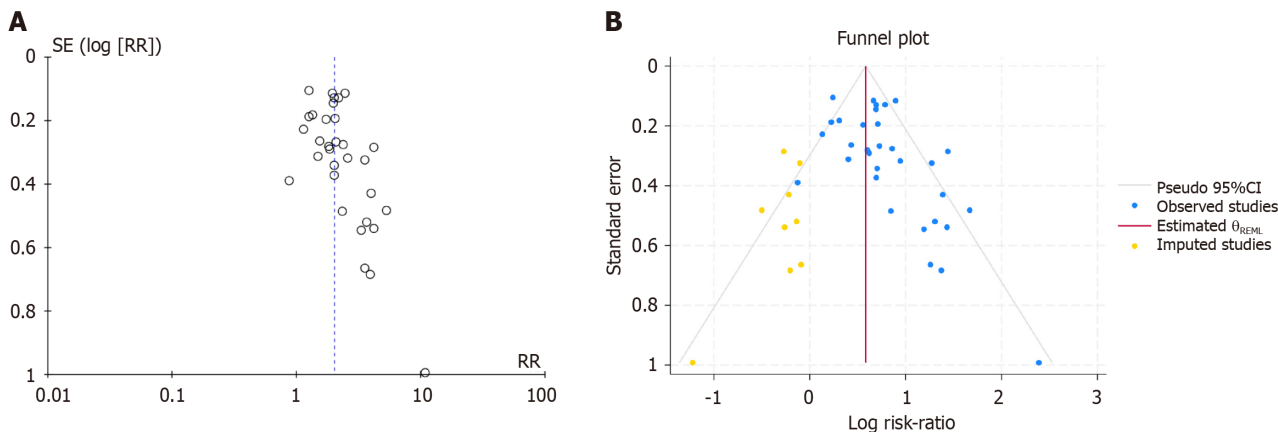 A
SE (log [RR])
0
0.2
0.4
0.6
0.8
1
RR
0.01
0.1
1
10
100
B
Funnel plot
Standard error
0
0.2
0.4
0.6
0.8
1
-1
0
1
2
3
Log risk-ratio
Pseudo 95%CI
Observed studies
Estimated θREML
Imputed studies